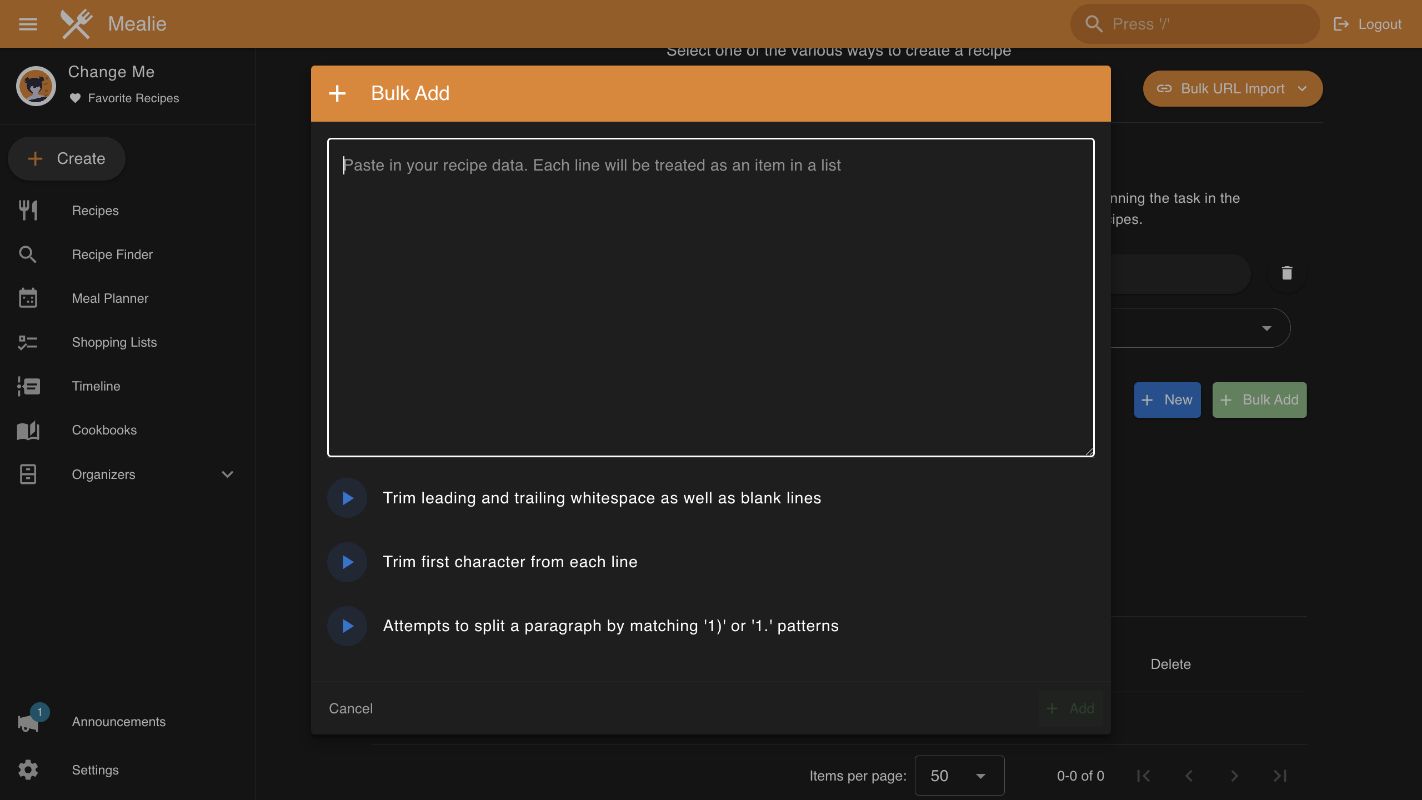 Mealie
Press '/'
Logout
Change Me
Favorite Recipes
Create
Recipes
Recipe Finder
Meal Planner
Shopping Lists
Timeline
Cookbooks
Organizers
1
Announcements
Settings
Select one of the various ways to create a recipe
Bulk URL Import
nning the task in the
ipes.
New
Bulk Add
Delete
Bulk Add
Paste in your recipe data. Each line will be treated as an item in a list
Trim leading and trailing whitespace as well as blank lines
Trim first character from each line
Attempts to split a paragraph by matching '1)' or '1.' patterns
Cancel
Add
Items per page: 50 0-0 of 0